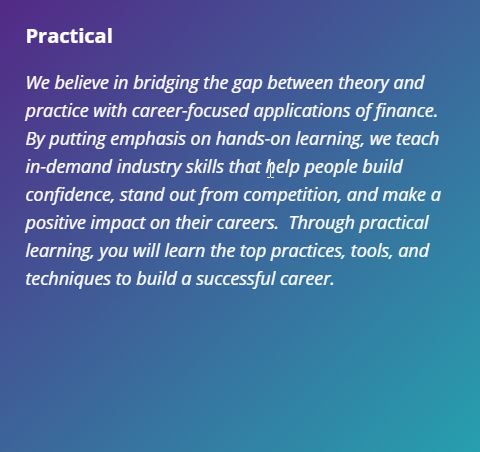 Practical
We believe in bridging the gap between theory and
practice with career-focused applications of finance.
By putting emphasis on hands-on learning, we teach
in-demand industry skills that help people build
confidence, stand out from competition, and make a
positive impact on their careers.  Through practical
learning, you will learn the top practices, tools, and
techniques to build a successful career.